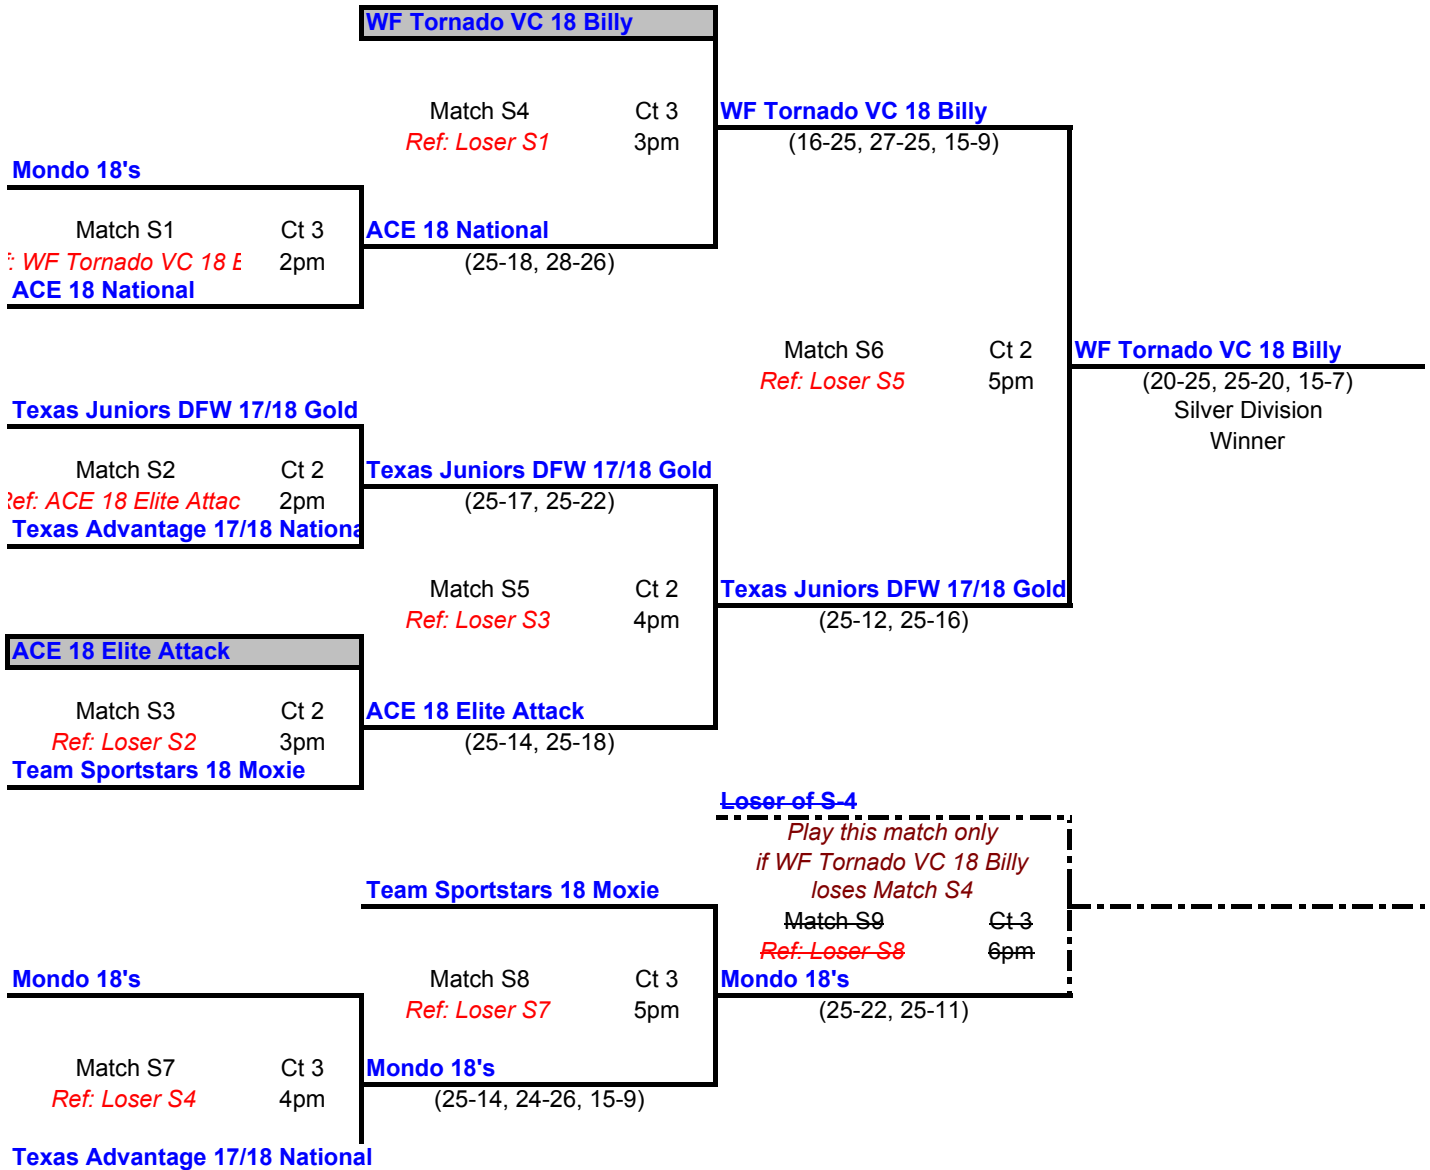 WF Tornado VC 18 Billy
Match S4 Ct 3
WF Tornado VC 18 Billy
Ref: Loser S1 3pm
(16-25, 27-25, 15-9)
Mondo 18's
Match S1 Ct 3
ACE 18 National
: WF Tornado VC 18 2pm
(25-18, 28-26)
ACE 18 National
Match S6 Ct 2
WF Tornado VC 18 Billy
Ref: Loser S5 5pm
(20-25, 25-20, 15-7)
Texas Juniors DFW 17/18 Gold
Silver Division
Winner
Match S2 Ct 2
Texas Juniors DFW 17/18 Gold
Ref: ACE 18 Elite Attac 2pm
(25-17, 25-22)
Texas Advantage 17/18 Nationa
Match S5 Ct 2
Texas Juniors DFW 17/18 Gold
Ref: Loser S3 4pm
(25-12, 25-16)
ACE 18 Elite Attack
Match S3 Ct 2
ACE 18 Elite Attack
Ref: Loser S2 3pm
(25-14, 25-18)
Team Sportstars 18 Moxie
Loser of S-4
Play this match only
if WF Tornado VC 18 Billy
loses Match S4
Team Sportstars 18 Moxie
Match S9 Ct 3
Ref: Loser S8 6pm
Mondo 18's
Match S8 Ct 3
Mondo 18's
Ref: Loser S7 5pm
(25-22, 25-11)
Match S7 Ct 3
Mondo 18's
Ref: Loser S4 4pm
(25-14, 24-26, 15-9)
Texas Advantage 17/18 National